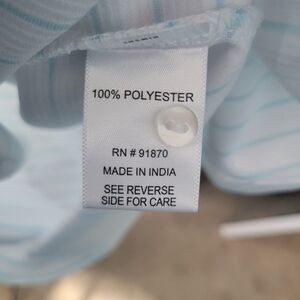 100% POLYESTER
RN # 91870
MADE IN INDIA
SEE REVERSE
SIDE FOR CARE